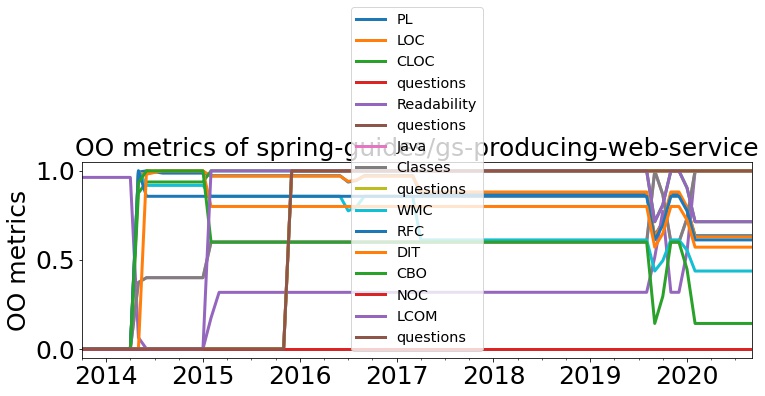 PL
LOC
CLOC
questions
Readability
questions
Java
Classes
questions
WMC
RFC
DIT
CBO
NOC
LCOM
questions
OO metrics of spring-guides/gs-producing-web-service
OO metrics
1.0
0.5
0.0
2014 2015 2016 2017 2018 2019 2020